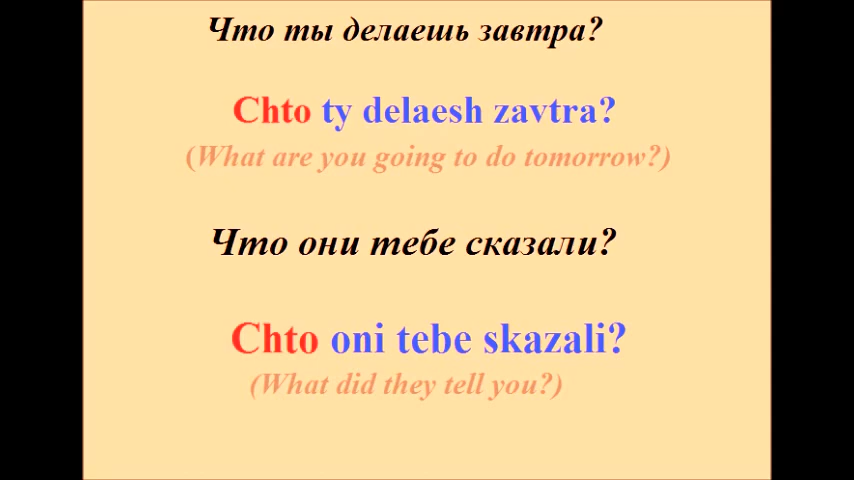 Что ты делаешь завтра?
Chto ty delaesh zavtra?
(What are you going to do tomorrow?)
Что они тебе сказали?
Chto oni tebe skazali?
(What did they tell you?)